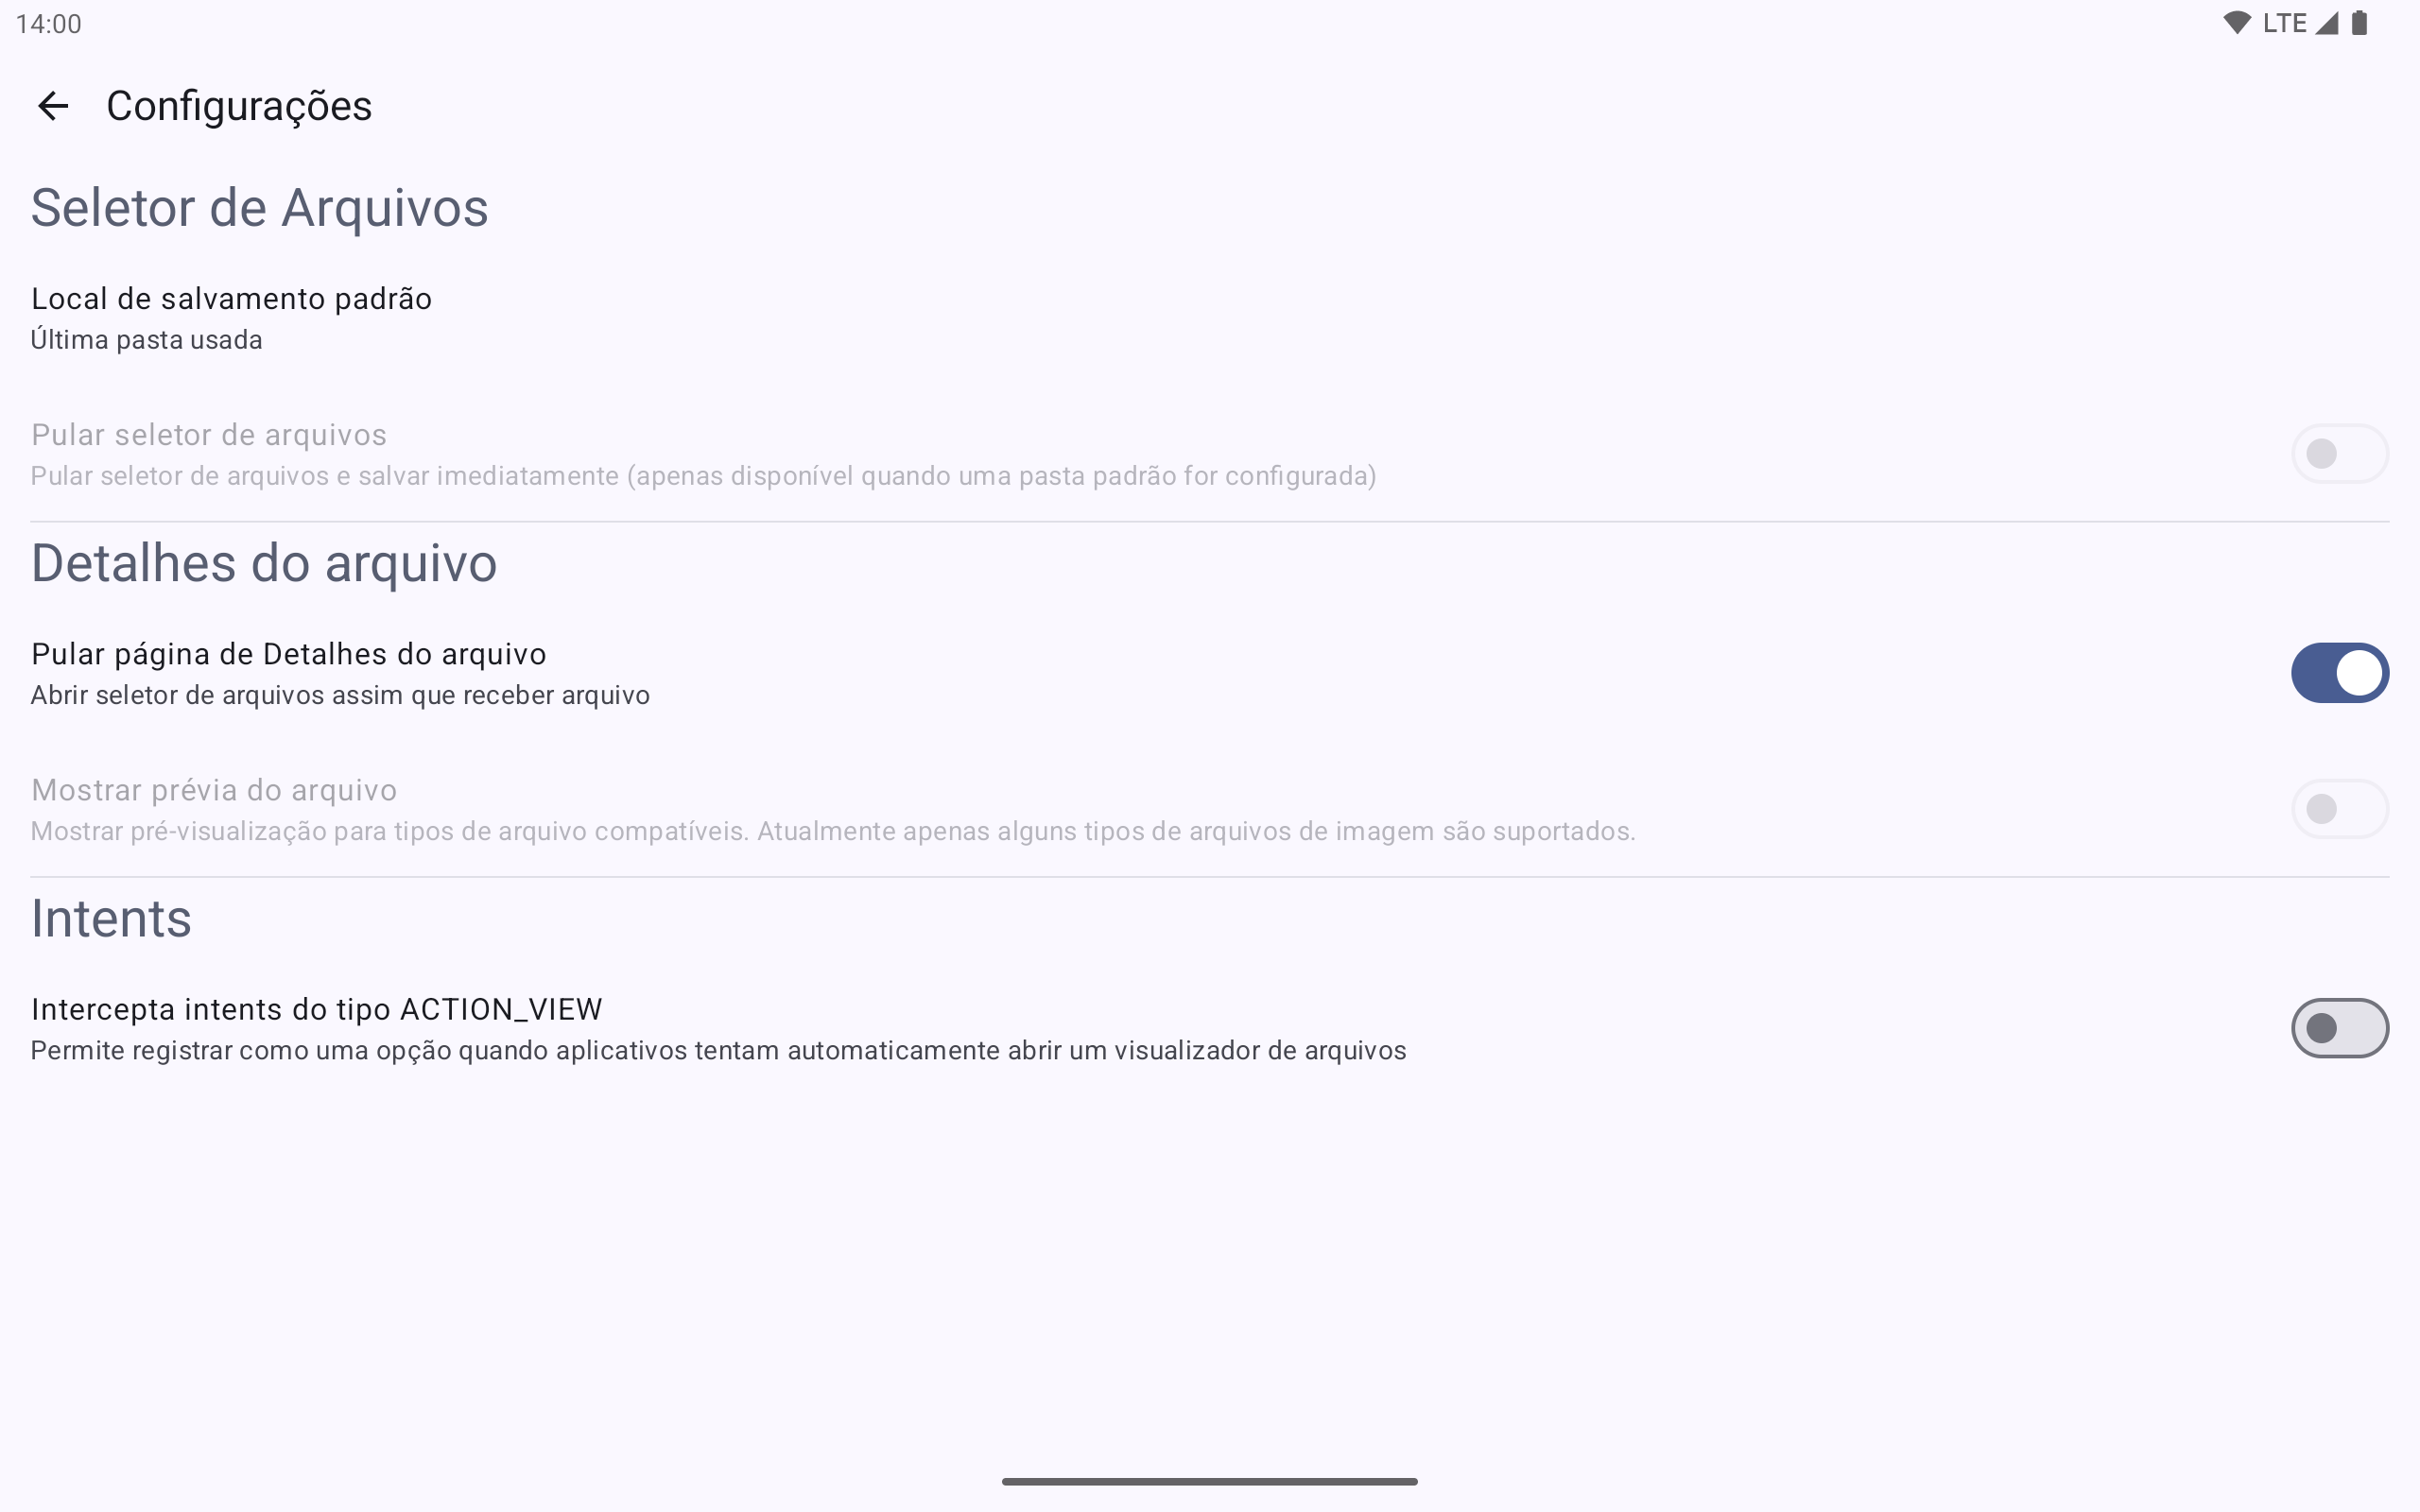 14:00
LTE
Configurações
Seletor de Arquivos
Local de salvamento padrão
Última pasta usada
Pular seletor de arquivos
Pular seletor de arquivos e salvar imediatamente (apenas disponível quando uma pasta padrão for configurada)
Detalhes do arquivo
Pular página de Detalhes do arquivo
Abrir seletor de arquivos assim que receber arquivo
Mostrar prévia do arquivo
Mostrar pré-visualização para tipos de arquivo compatíveis. Atualmente apenas alguns tipos de arquivos de imagem são suportados.
Intents
Intercepta intents do tipo ACTION_VIEW
Permite registrar como uma opção quando aplicativos tentam automaticamente abrir um visualizador de arquivos